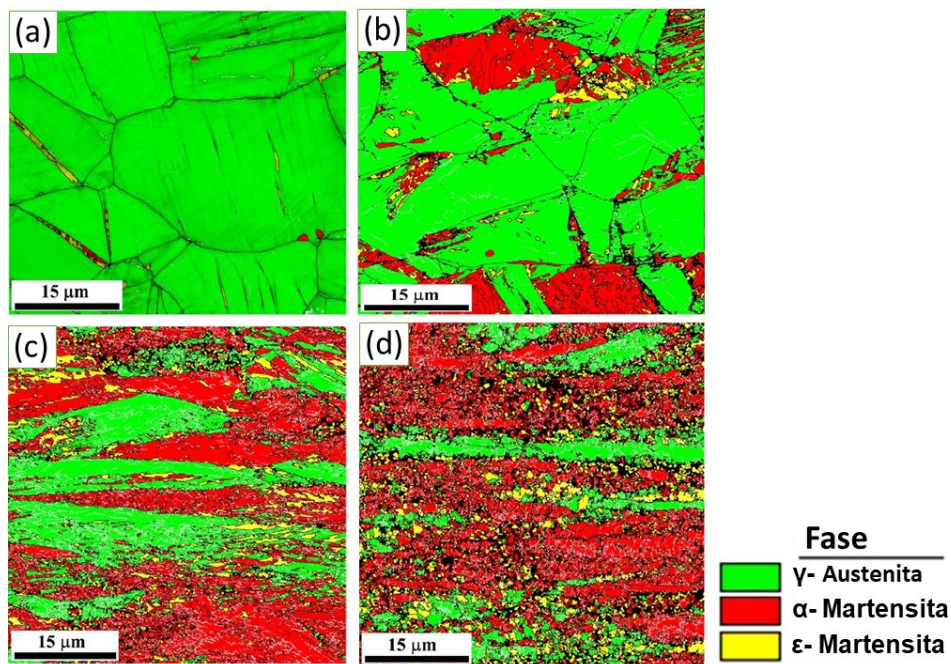 (a)
(b)
15 μm
15 μm
(c)
(d)
15 μm
15 μm
Fase
γ- Austenita
α- Martensita
ε- Martensita